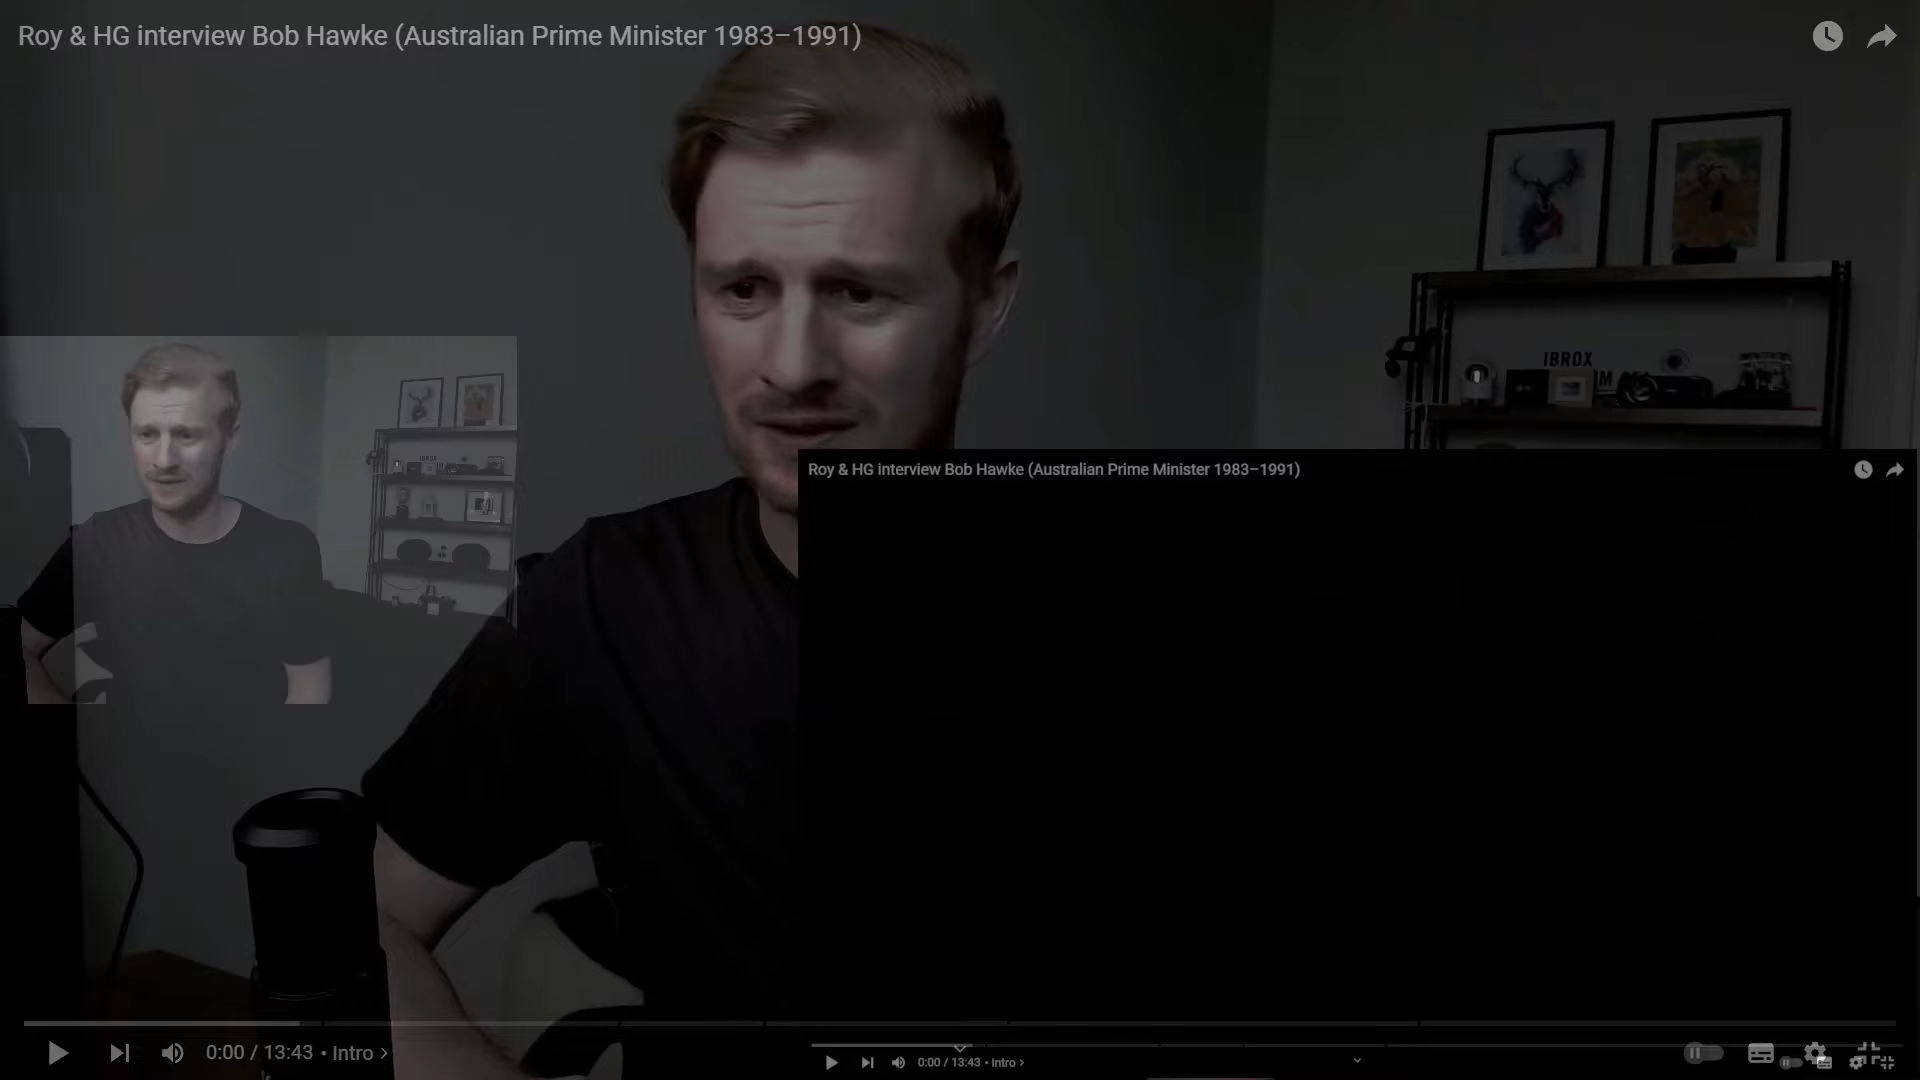 Roy & HG interview Bob Hawke (Australian Prime Minister 1983–1991)
IBROX
Roy & HG interview Bob Hawke (Australian Prime Minister 1983–1991)
0:00 / 13:43 • Intro ›
0:00 / 13:43 • Intro ›